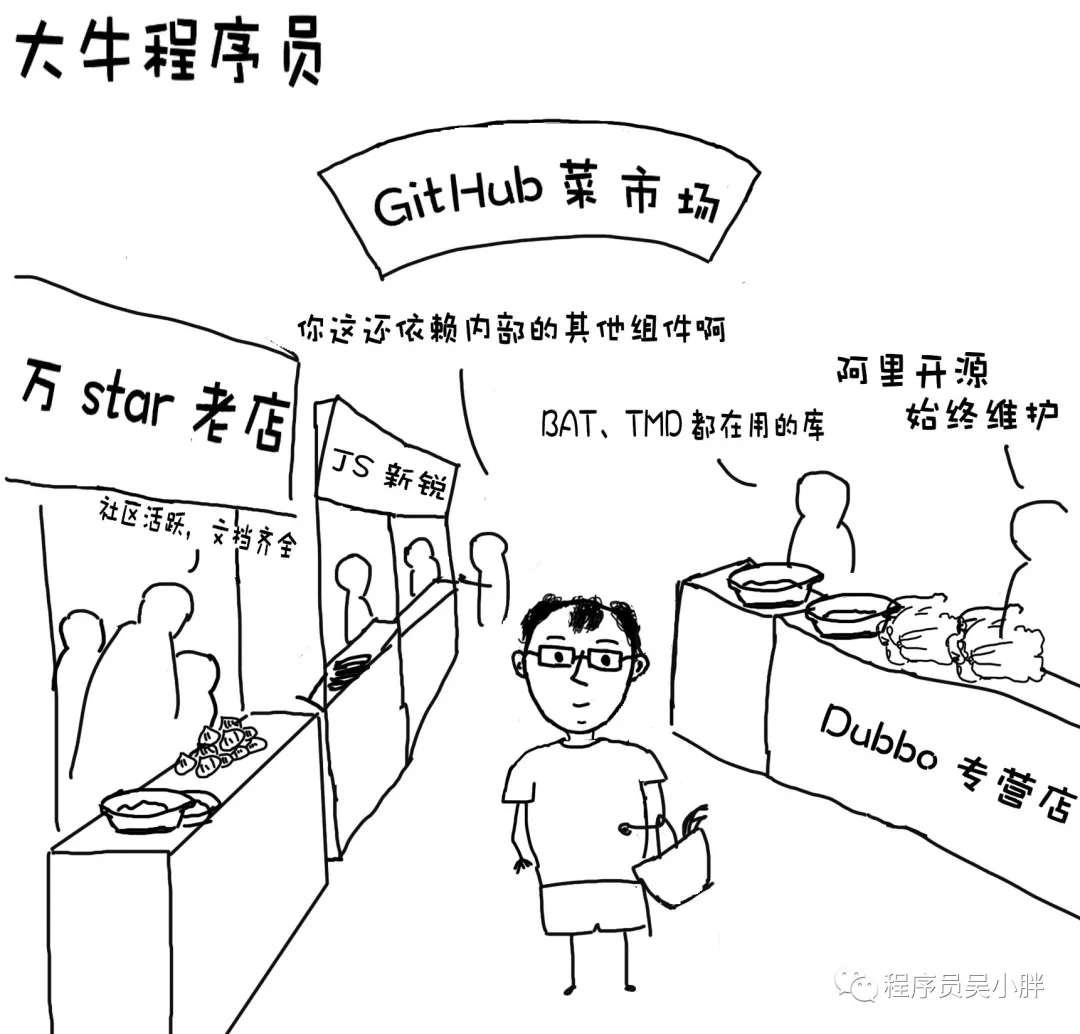 大牛程序员
GitHub 菜市场
你这还依赖内部的其他组件啊
阿里开源
始终维护
BAT、TMD 都在用的库
万 star 老店
JS 新锐
社区活跃，文档齐全
Dubbo 专营店
程序员吴小胖